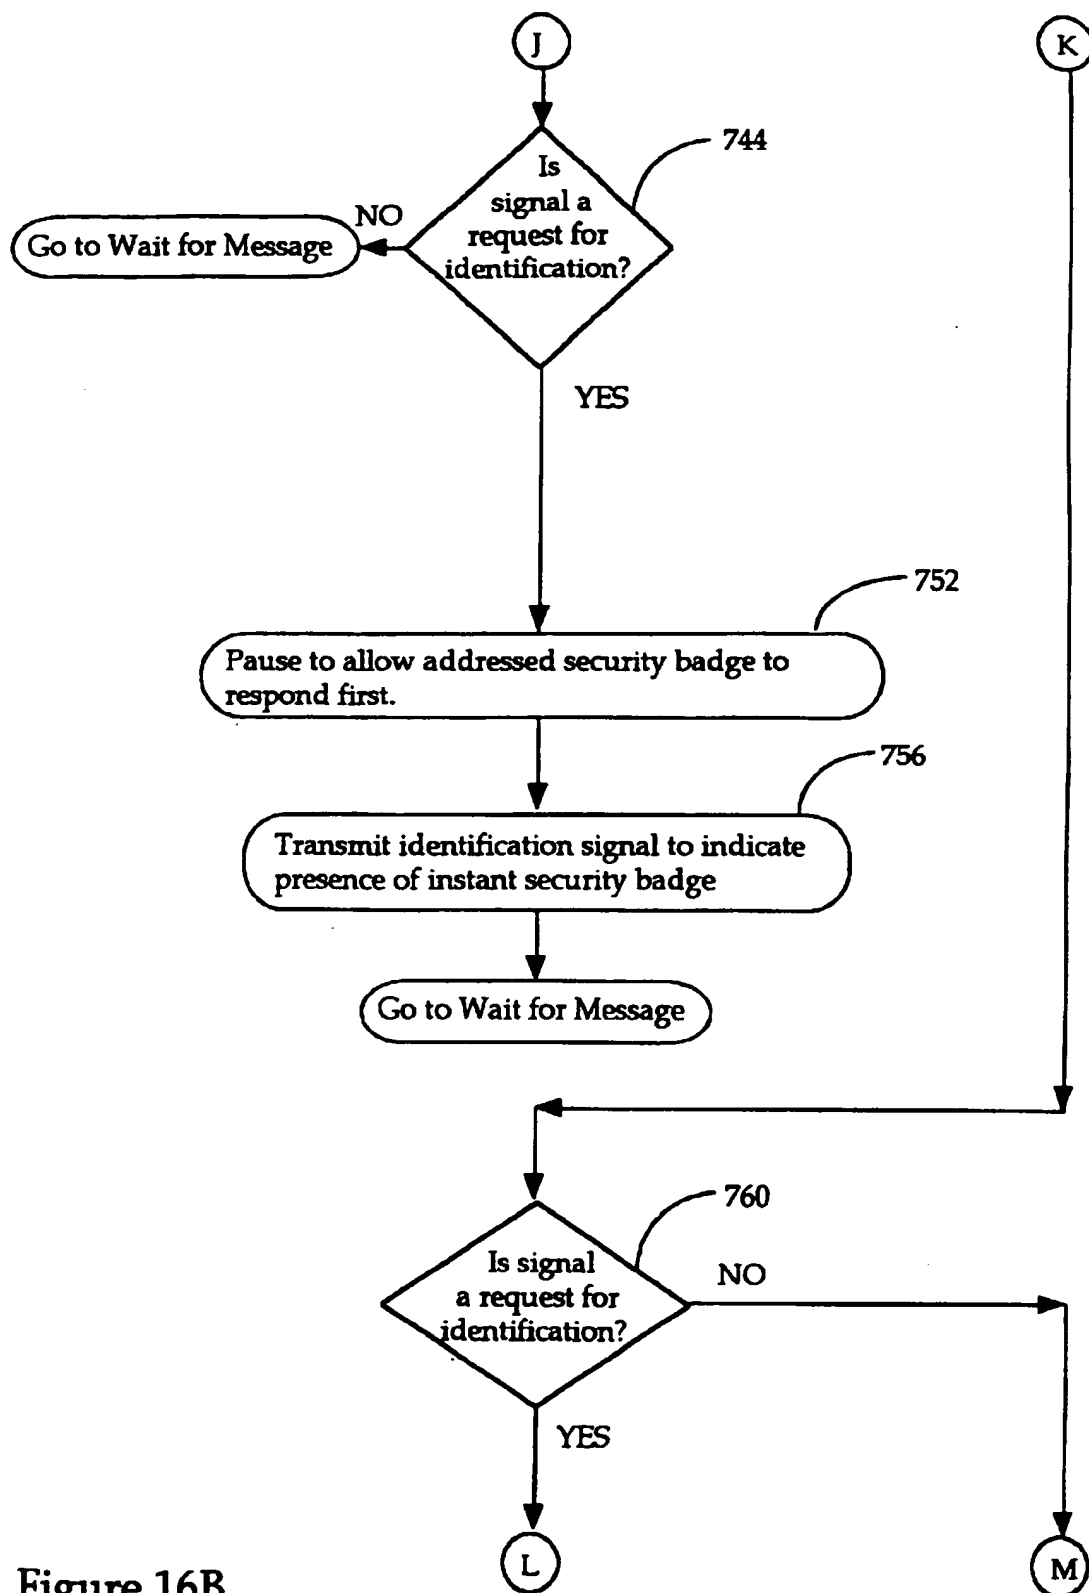 J
K
744
Is
signal a
request for
identification?
NO
Go to Wait for Message
YES
752
Pause to allow addressed security badge to
respond first.
756
Transmit identification signal to indicate
presence of instant security badge
Go to Wait for Message
760
Is signal
a request for
identification?
NO
YES
L
M
Figure 16B